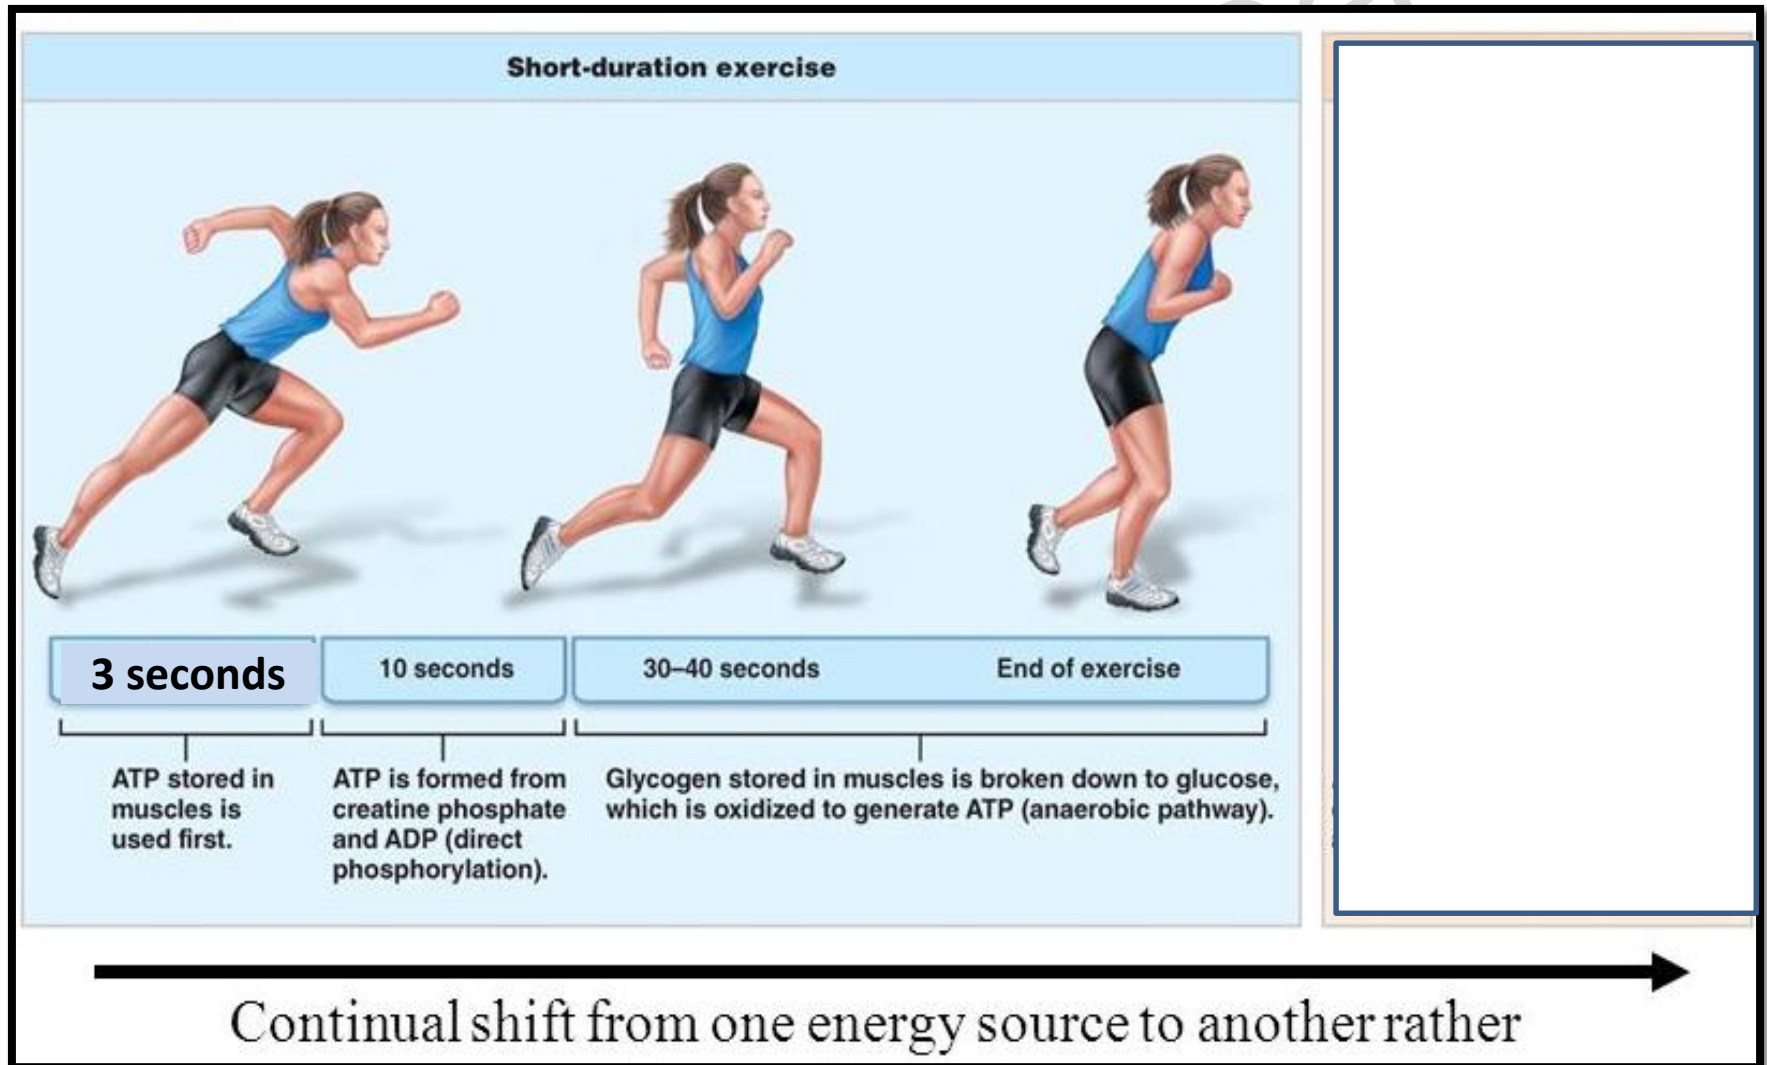 Short-duration exercise
3 seconds
10 seconds
30–40 seconds
End of exercise
ATP stored in
muscles is
used first.
ATP is formed from
creatine phosphate
and ADP (direct
phosphorylation).
Glycogen stored in muscles is broken down to glucose,
which is oxidized to generate ATP (anaerobic pathway).
Continual shift from one energy source to another rather